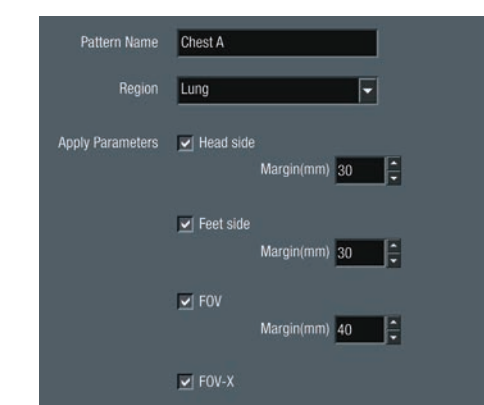 Pattern Name Chest A
Region Lung
Apply Parameters Head side
Margin(mm) 30
Feet side
Margin(mm) 30
FOV
Margin(mm) 40
FOV-X